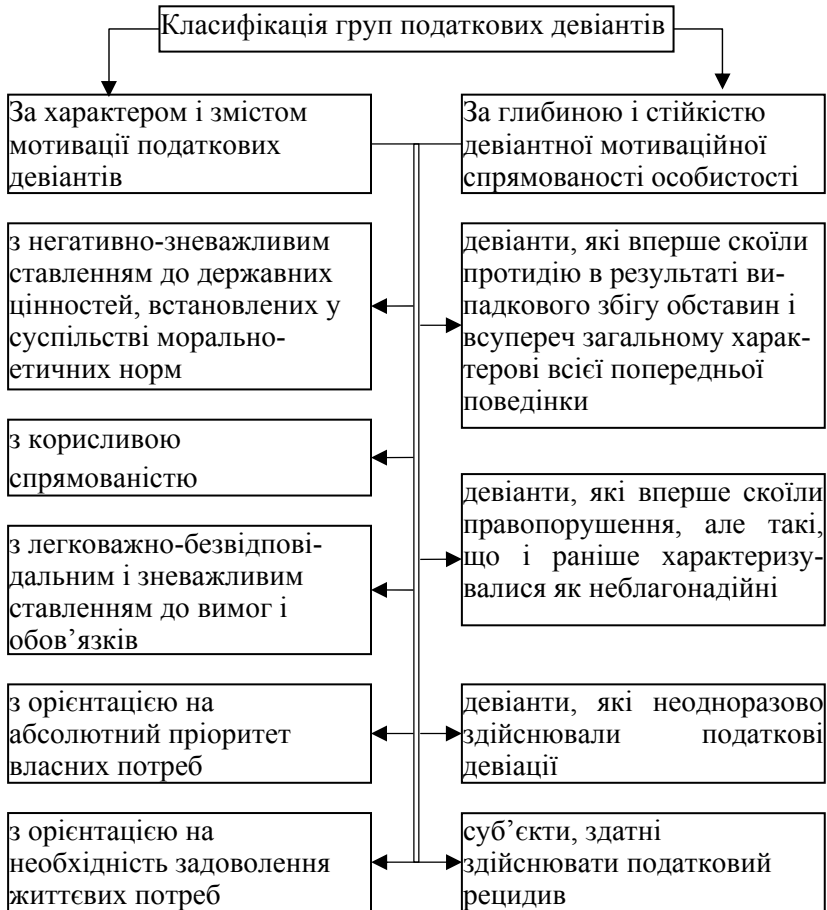 Класифікація груп податкових девіантів
За характером і змістом
мотивації податкових
девіантів
з негативно-зневажливим
ставленням до державних
цінностей, встановлених у
суспільстві морально-
етичних норм
з корисливою
спрямованістю
з легковажно-безвідпові-
дальним і зневажливим
ставленням до вимог і
обов’язків
з орієнтацією на
абсолютний пріоритет
власних потреб
з орієнтацією на
необхідність задоволення
життєвих потреб
За глибиною і стійкістю
девіантної мотиваційної
спрямованості особистості
девіанти, які вперше скоїли
протидію в результаті ви-
падкового збігу обставин і
всупереч загальному харак-
терові всієї попередньої
поведінки
девіанти, які вперше скоїли
правопорушення, але такі,
що і раніше характеризу-
валися як неблагонадійні
девіанти, які неодноразово
здійснювали податкові
девіації
суб’єкти, здатні
здійснювати податковий
рецидив